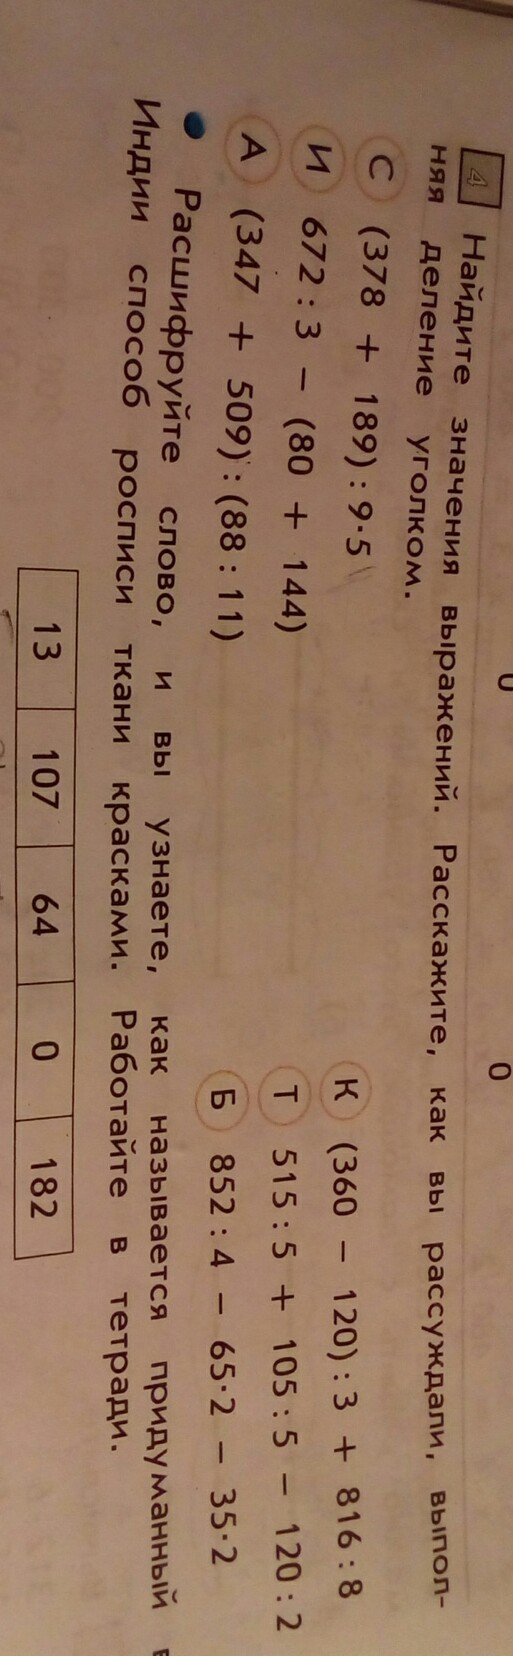 4 Найдите значения выражений. Расскажите, как вы рассуждали, выпол-
няя деление уголком.
С (378 + 189) : 9·5
И 672 : 3 − (80 + 144)
А (347 + 509) : (88 : 11)
К (360 − 120) : 3 + 816 : 8
Т 515 : 5 + 105 : 5 − 120 : 2
Б 852 : 4 − 65·2 − 35·2
• Расшифруйте слово, и вы узнаете, как называется придуманный в
Индии способ росписи ткани красками. Работайте в тетради.
13 107 64 0 182